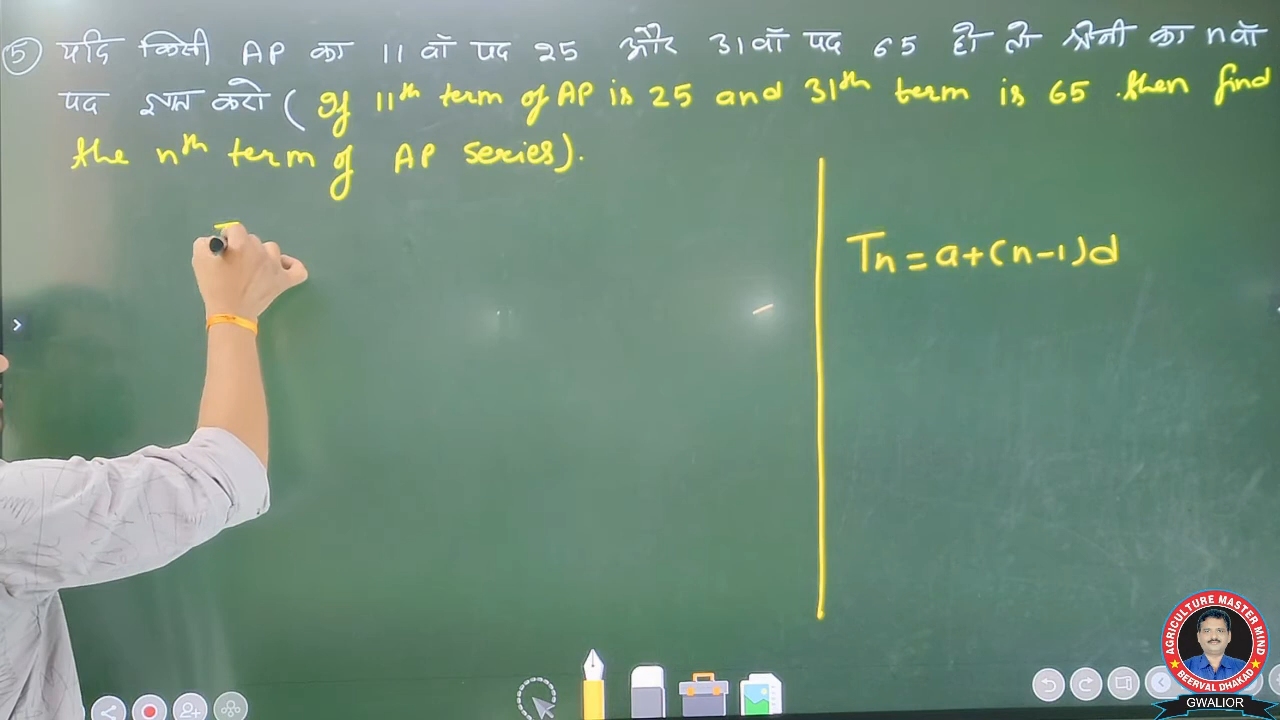 5 यदि किसी AP का 11 वाँ पद 25 और 31वाँ पद 65 हो तो श्रेनी का nवाँ
पद ज्ञात करो ( If 11th term of AP is 25 and 31th term is 65 . then find
the nth term of AP series).
Tn = a+(n-1)d
AGRICULTURE MASTER MIND
BEERVAL DHAKAD
GWALIOR